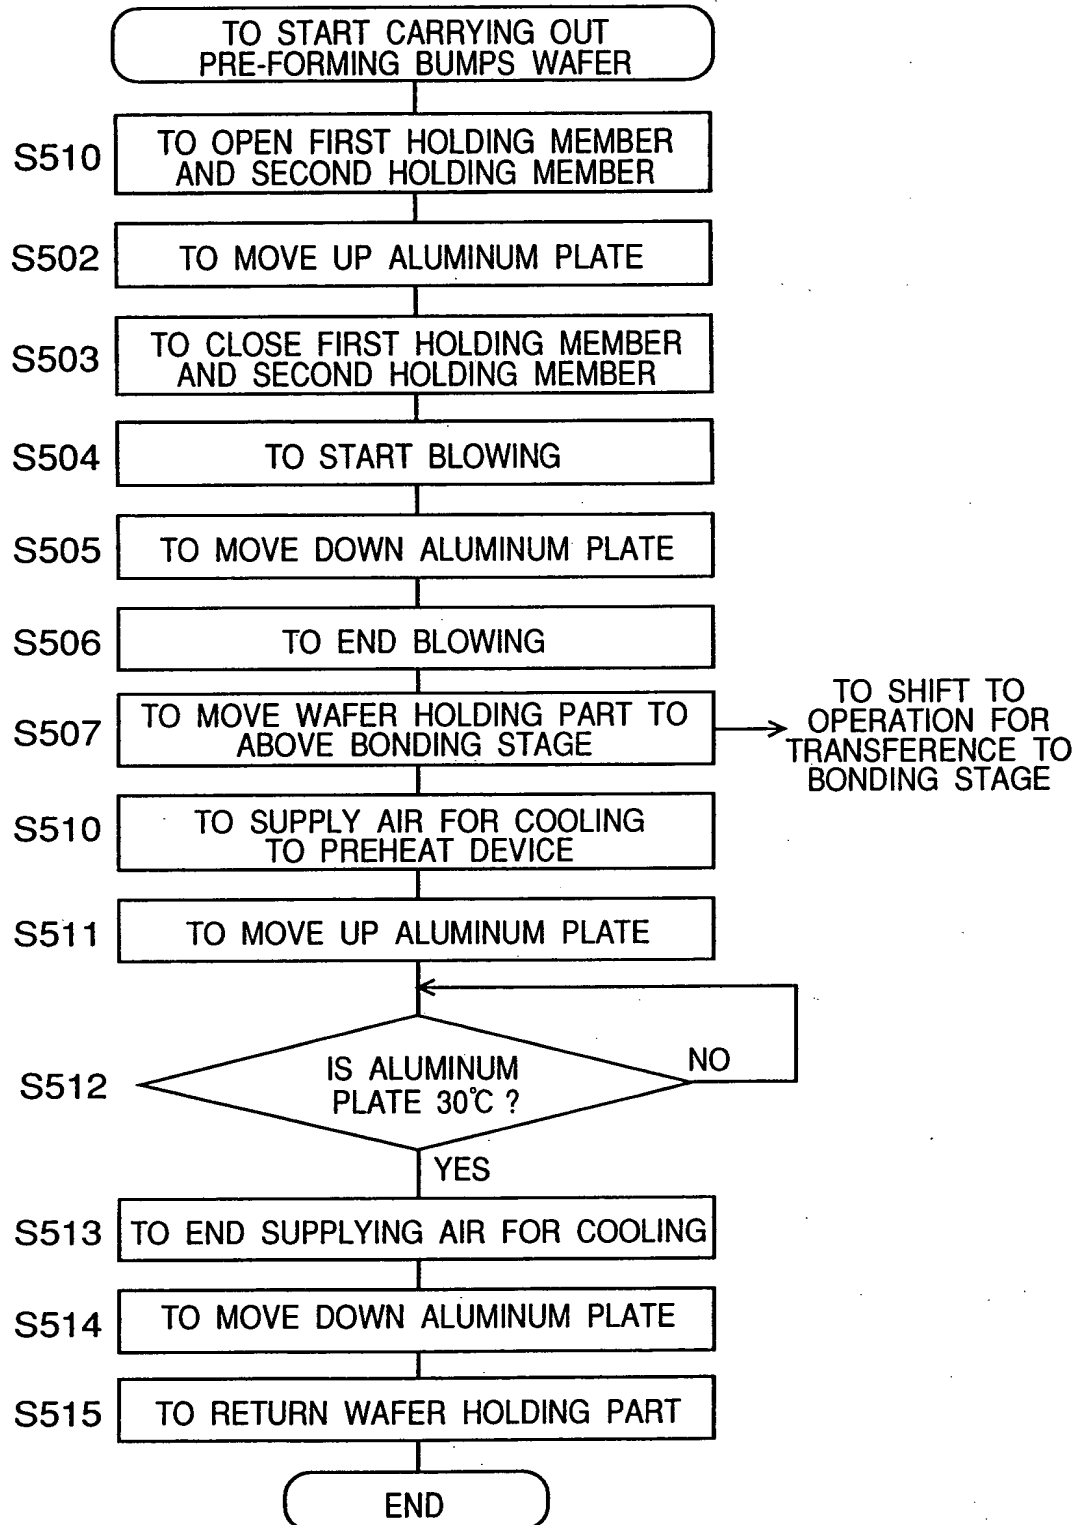 TO START CARRYING OUT
PRE-FORMING BUMPS WAFER
S510
TO OPEN FIRST HOLDING MEMBER
AND SECOND HOLDING MEMBER
S502
TO MOVE UP ALUMINUM PLATE
S503
TO CLOSE FIRST HOLDING MEMBER
AND SECOND HOLDING MEMBER
S504
TO START BLOWING
S505
TO MOVE DOWN ALUMINUM PLATE
S506
TO END BLOWING
S507
TO MOVE WAFER HOLDING PART TO
ABOVE BONDING STAGE
TO SHIFT TO
OPERATION FOR
TRANSFERENCE TO
BONDING STAGE
S510
TO SUPPLY AIR FOR COOLING
TO PREHEAT DEVICE
S511
TO MOVE UP ALUMINUM PLATE
S512
IS ALUMINUM
PLATE 30℃ ?
NO
YES
S513
TO END SUPPLYING AIR FOR COOLING
S514
TO MOVE DOWN ALUMINUM PLATE
S515
TO RETURN WAFER HOLDING PART
END